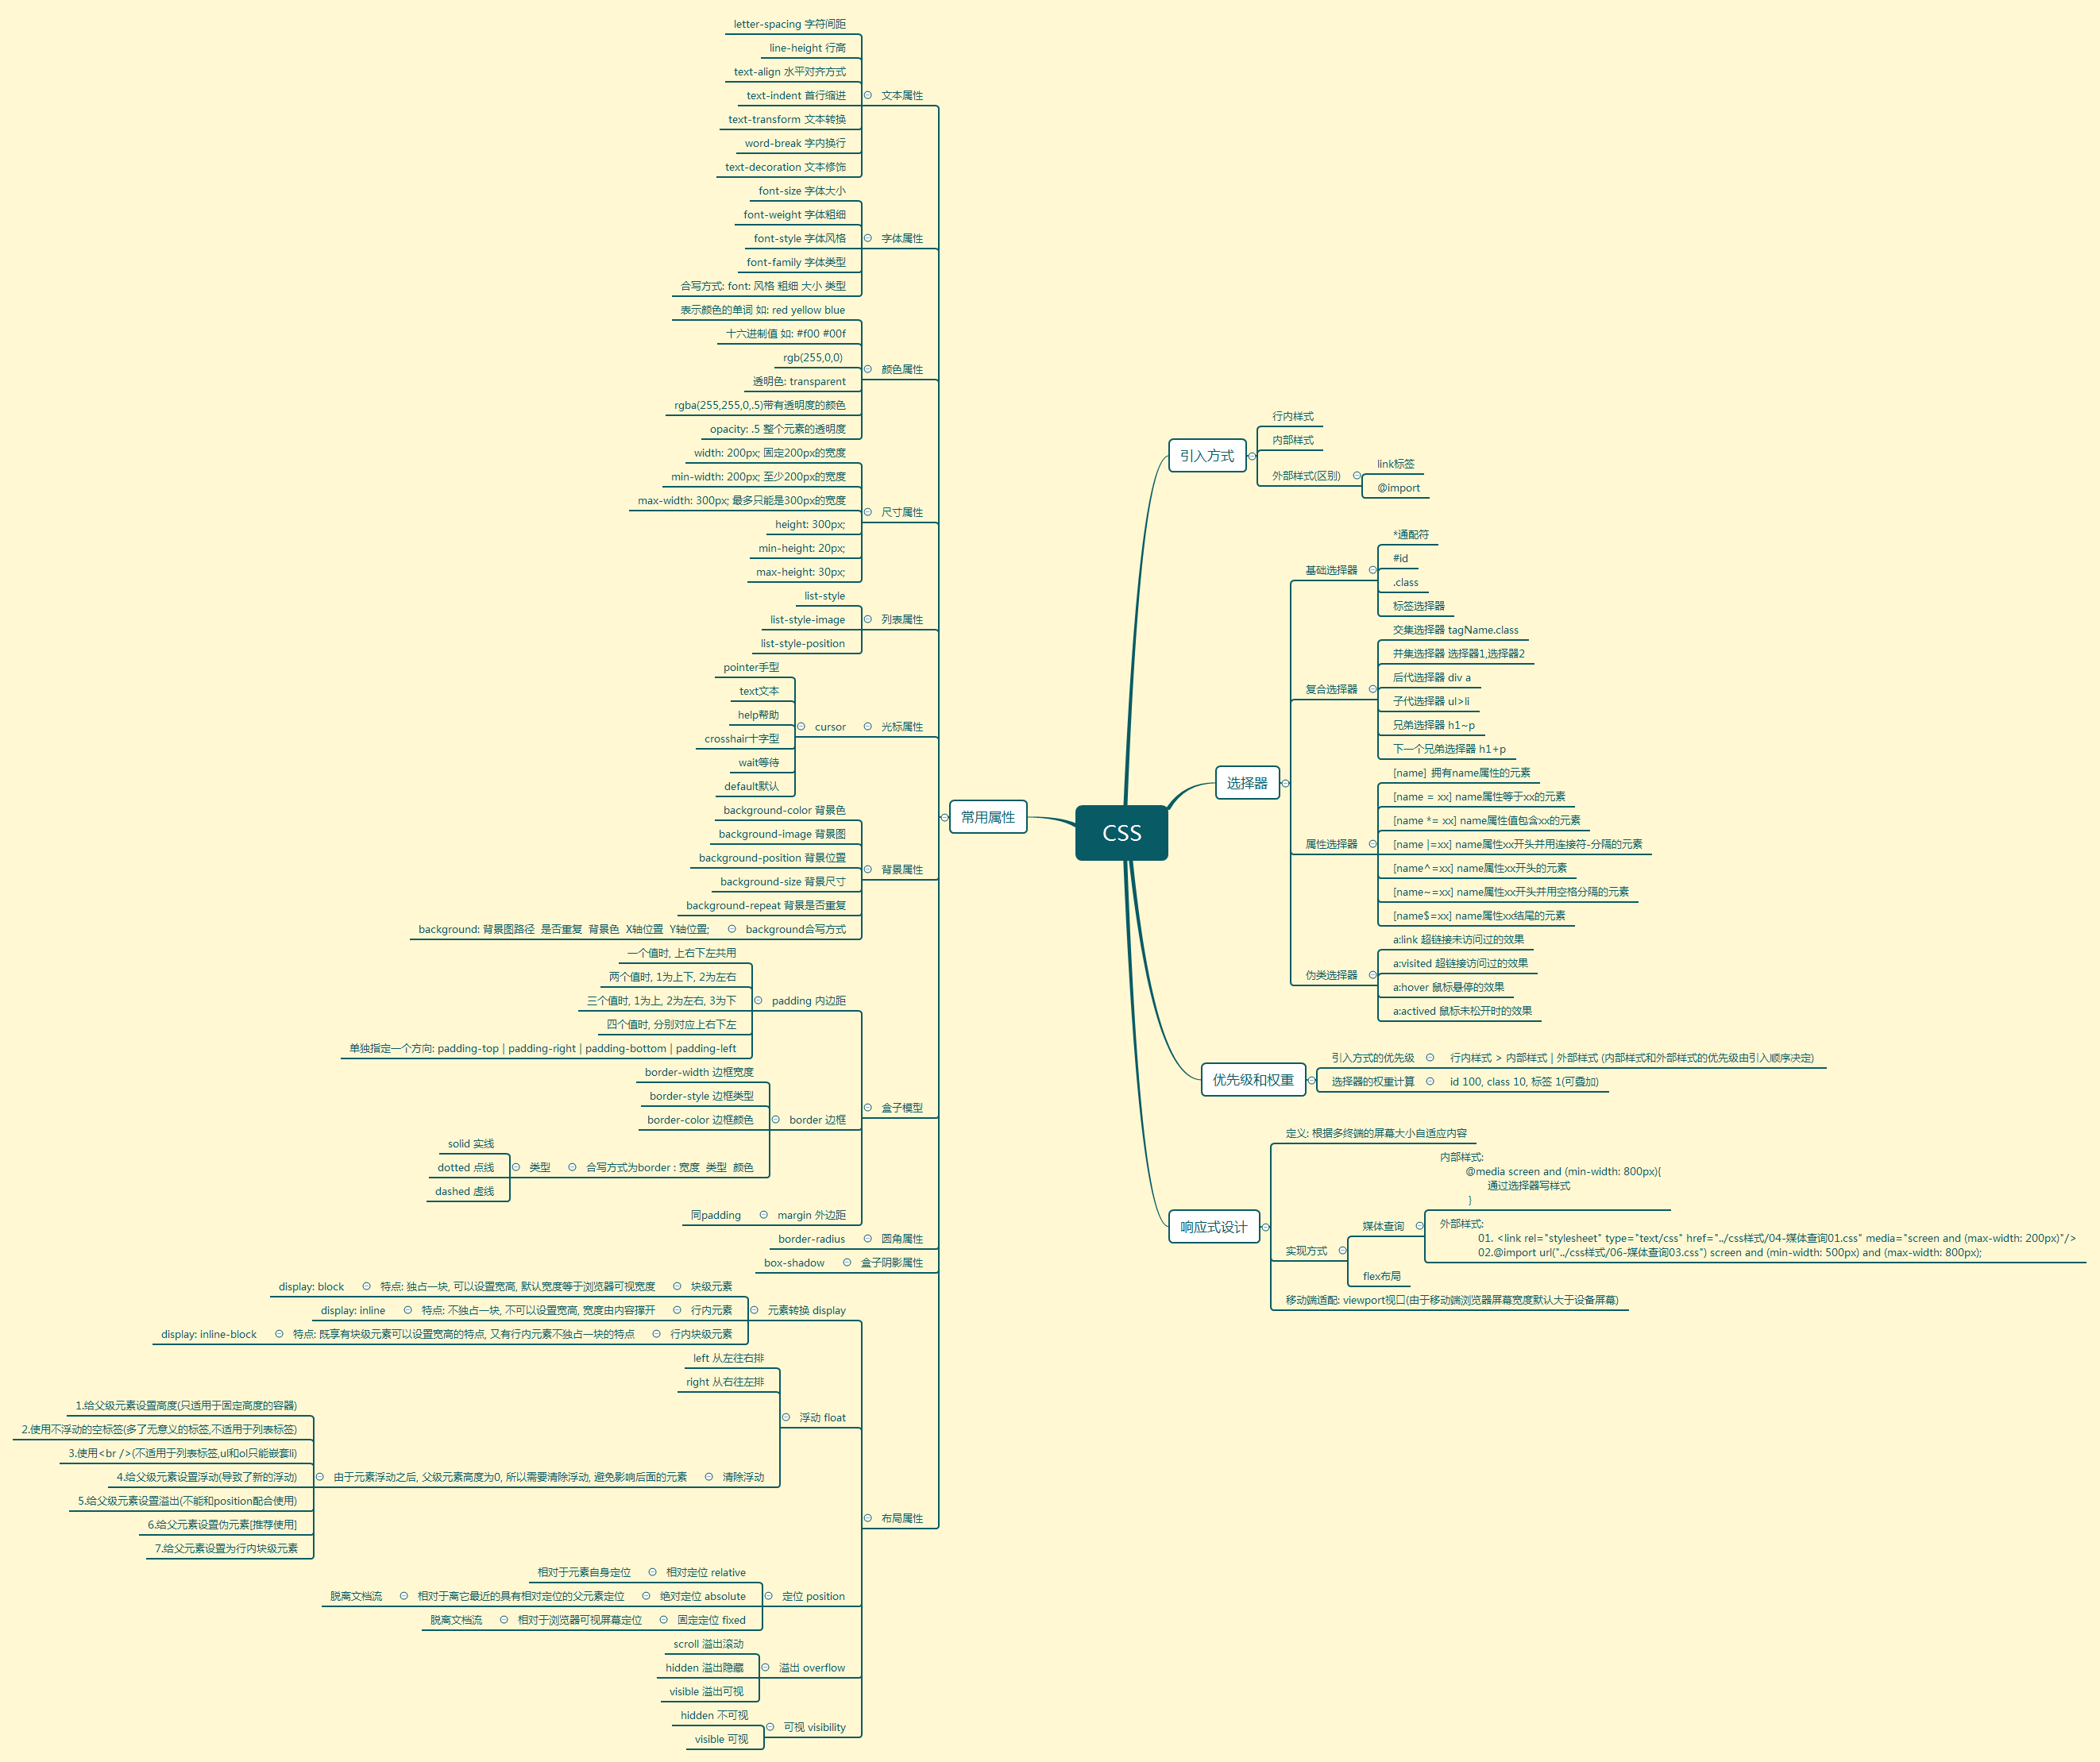 CSS
引入方式
行内样式
内部样式
外部样式(区别)
link标签
@import
选择器
基础选择器
*通配符
#id
.class
标签选择器
复合选择器
交集选择器 tagName.class
并集选择器 选择器1,选择器2
后代选择器 div a
子代选择器 ul>li
兄弟选择器 h1~p
下一个兄弟选择器 h1+p
属性选择器
[name] 拥有name属性的元素
[name = xx] name属性等于xx的元素
[name *= xx] name属性值包含xx的元素
[name |=xx] name属性xx开头并用连接符-分隔的元素
[name^=xx] name属性xx开头的元素
[name~=xx] name属性xx开头并用空格分隔的元素
[name$=xx] name属性xx结尾的元素
伪类选择器
a:link 超链接未访问过的效果
a:visited 超链接访问过的效果
a:hover 鼠标悬停的效果
a:actived 鼠标未松开时的效果
优先级和权重
引入方式的优先级
行内样式 > 内部样式 | 外部样式 (内部样式和外部样式的优先级由引入顺序决定)
选择器的权重计算
id 100, class 10, 标签 1(可叠加)
响应式设计
定义: 根据多终端的屏幕大小自适应内容
实现方式
媒体查询
内部样式:
@media screen and (min-width: 800px){
通过选择器写样式
}
外部样式:
01. <link rel="stylesheet" type="text/css" href="../css样式/04-媒体查询01.css" media="screen and (max-width: 200px)"/>
02.@import url("../css样式/06-媒体查询03.css") screen and (min-width: 500px) and (max-width: 800px);
flex布局
移动端适配: viewport视口(由于移动端浏览器屏幕宽度默认大于设备屏幕)
常用属性
文本属性
letter-spacing 字符间距
line-height 行高
text-align 水平对齐方式
text-indent 首行缩进
text-transform 文本转换
word-break 字内换行
text-decoration 文本修饰
字体属性
font-size 字体大小
font-weight 字体粗细
font-style 字体风格
font-family 字体类型
合写方式: font: 风格 粗细 大小 类型
颜色属性
表示颜色的单词 如: red yellow blue
十六进制值 如: #f00 #00f
rgb(255,0,0)
透明色: transparent
rgba(255,255,0,.5)带有透明度的颜色
opacity: .5 整个元素的透明度
尺寸属性
width: 200px; 固定200px的宽度
min-width: 200px; 至少200px的宽度
max-width: 300px; 最多只能是300px的宽度
height: 300px;
min-height: 20px;
max-height: 30px;
列表属性
list-style
list-style-image
list-style-position
光标属性
cursor
pointer手型
text文本
help帮助
crosshair十字型
wait等待
default默认
背景属性
background-color 背景色
background-image 背景图
background-position 背景位置
background-size 背景尺寸
background-repeat 背景是否重复
background合写方式
background: 背景图路径 是否重复 背景色 X轴位置 Y轴位置;
盒子模型
padding 内边距
一个值时, 上右下左共用
两个值时, 1为上下, 2为左右
三个值时, 1为上, 2为左右, 3为下
四个值时, 分别对应上右下左
单独指定一个方向: padding-top | padding-right | padding-bottom | padding-left
border 边框
border-width 边框宽度
border-style 边框类型
border-color 边框颜色
合写方式为border : 宽度 类型 颜色
类型
solid 实线
dotted 点线
dashed 虚线
margin 外边距
同padding
圆角属性
border-radius
盒子阴影属性
box-shadow
布局属性
元素转换 display
块级元素
特点: 独占一块, 可以设置宽高, 默认宽度等于浏览器可视宽度
display: block
行内元素
特点: 不独占一块, 不可以设置宽高, 宽度由内容撑开
display: inline
行内块级元素
特点: 既享有块级元素可以设置宽高的特点, 又有行内元素不独占一块的特点
display: inline-block
浮动 float
left 从左往右排
right 从右往左排
清除浮动
由于元素浮动之后, 父级元素高度为0, 所以需要清除浮动, 避免影响后面的元素
1.给父级元素设置高度(只适用于固定高度的容器)
2.使用不浮动的空标签(多了无意义的标签,不适用于列表标签)
3.使用<br />(不适用于列表标签,ul和ol只能嵌套li)
4.给父级元素设置浮动(导致了新的浮动)
5.给父级元素设置溢出(不能和position配合使用)
6.给父元素设置伪元素[推荐使用]
7.给父元素设置为行内块级元素
定位 position
相对定位 relative
相对于元素自身定位
绝对定位 absolute
相对于离它最近的具有相对定位的父元素定位
脱离文档流
固定定位 fixed
相对于浏览器可视屏幕定位
脱离文档流
溢出 overflow
scroll 溢出滚动
hidden 溢出隐藏
visible 溢出可视
可视 visibility
hidden 不可视
visible 可视